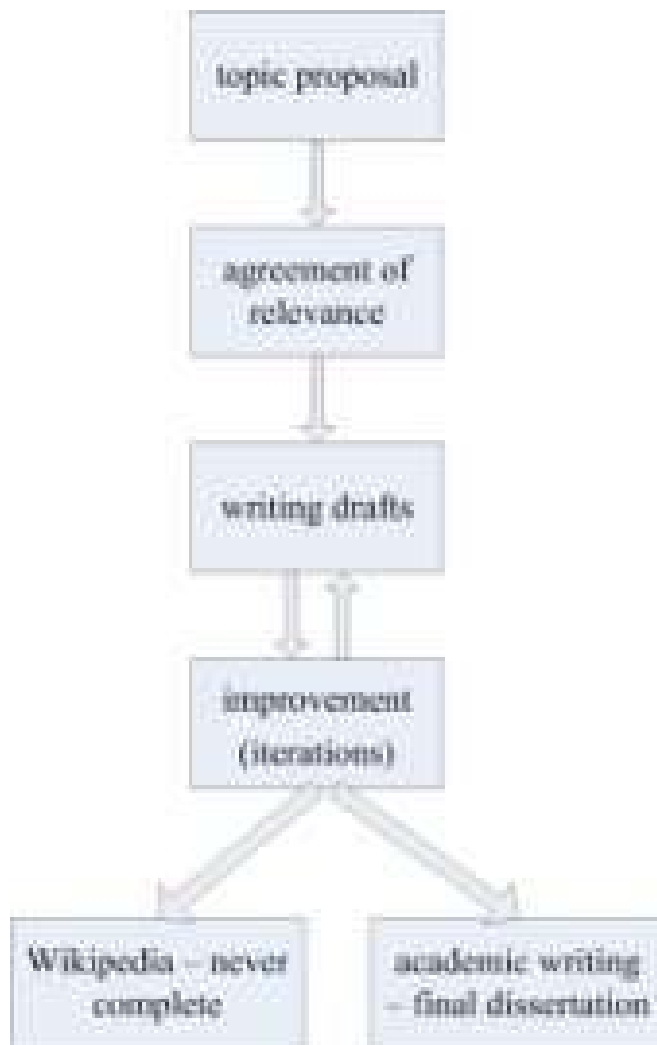 topic proposal
agreement of
relevance
writing drafts
improvement
(iterations)
Wikipedia – never
complete
academic writing
– final dissertation